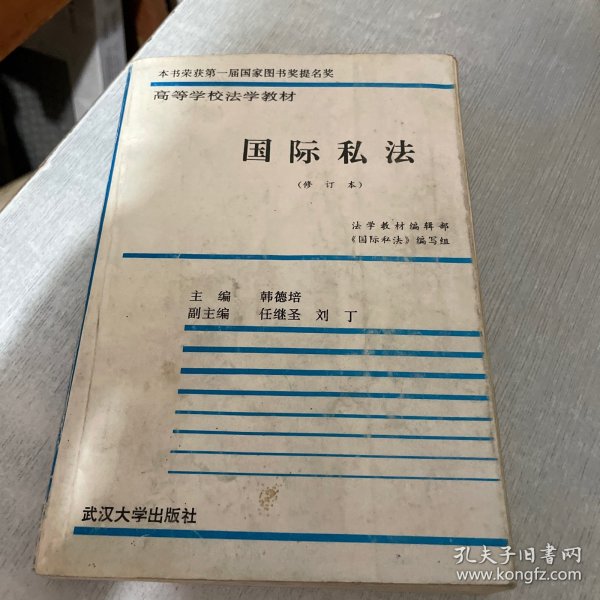 本书荣获第一届国家图书奖提名奖
高等学校法学教材
国际私法
(修订本)
法学教材编辑部
《国际私法》编写组
主编 韩德培
副主编 任继圣 刘丁
武汉大学出版社
孔夫子旧书网
www.kongfz.com